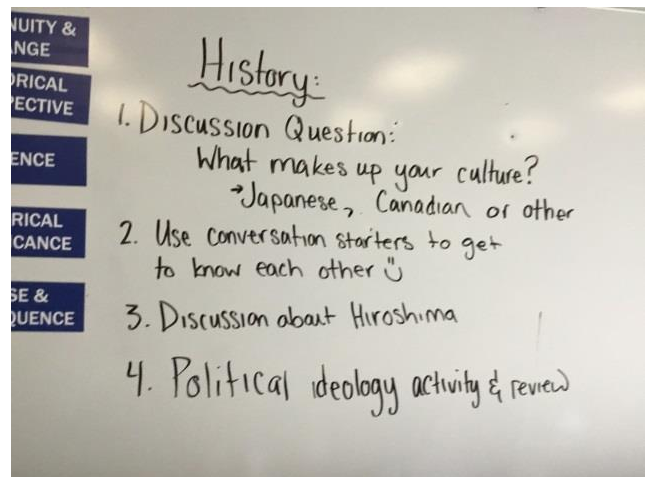 NUITY &
ANGE
ORICAL
PECTIVE
ENCE
RICAL
CANCE
SE &
QUENCE
History:
1. Discussion Question:
What makes up your culture?
→Japanese, Canadian or other
2. Use conversation starters to get
to know each other ü
3. Discussion about Hiroshima
4. Political ideology activity & review